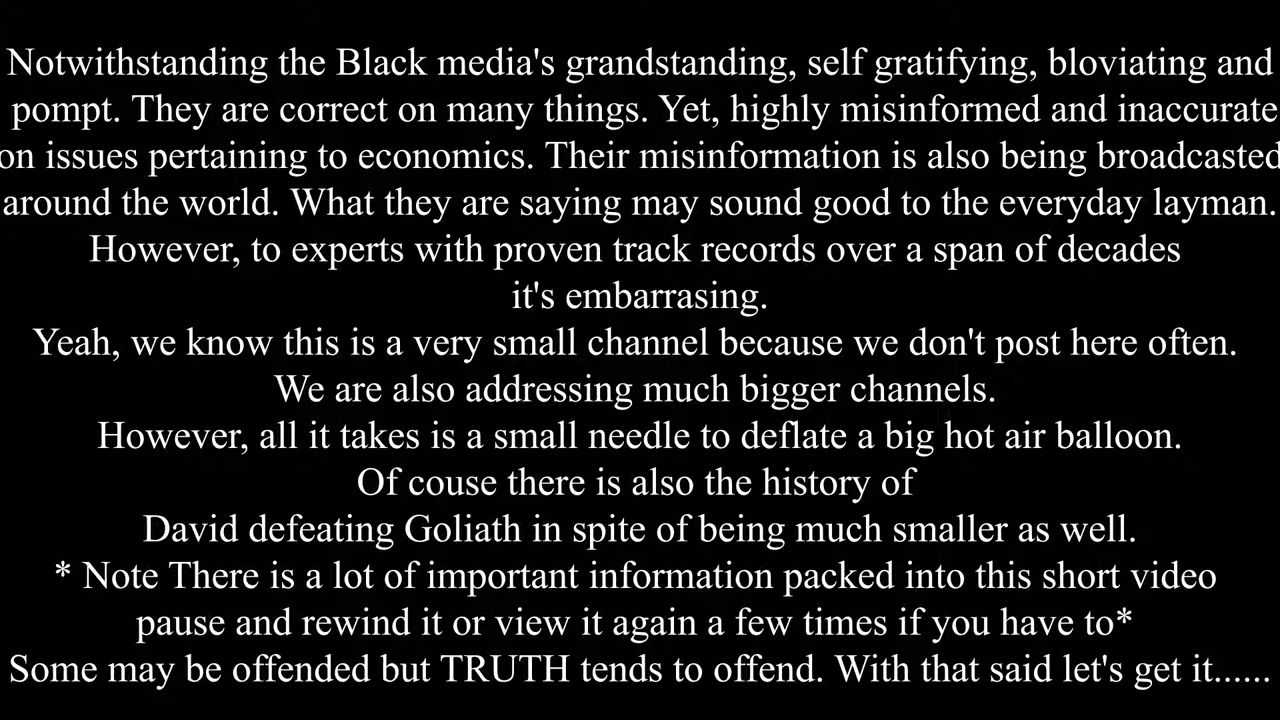 Notwithstanding the Black media's grandstanding, self gratifying, bloviating and
pompt. They are correct on many things. Yet, highly misinformed and inaccurate
on issues pertaining to economics. Their misinformation is also being broadcasted
around the world. What they are saying may sound good to the everyday layman.
However, to experts with proven track records over a span of decades
it's embarrasing.
Yeah, we know this is a very small channel because we don't post here often.
We are also addressing much bigger channels.
However, all it takes is a small needle to deflate a big hot air balloon.
Of couse there is also the history of
David defeating Goliath in spite of being much smaller as well.
* Note There is a lot of important information packed into this short video
pause and rewind it or view it again a few times if you have to*
Some may be offended but TRUTH tends to offend. With that said let's get it......